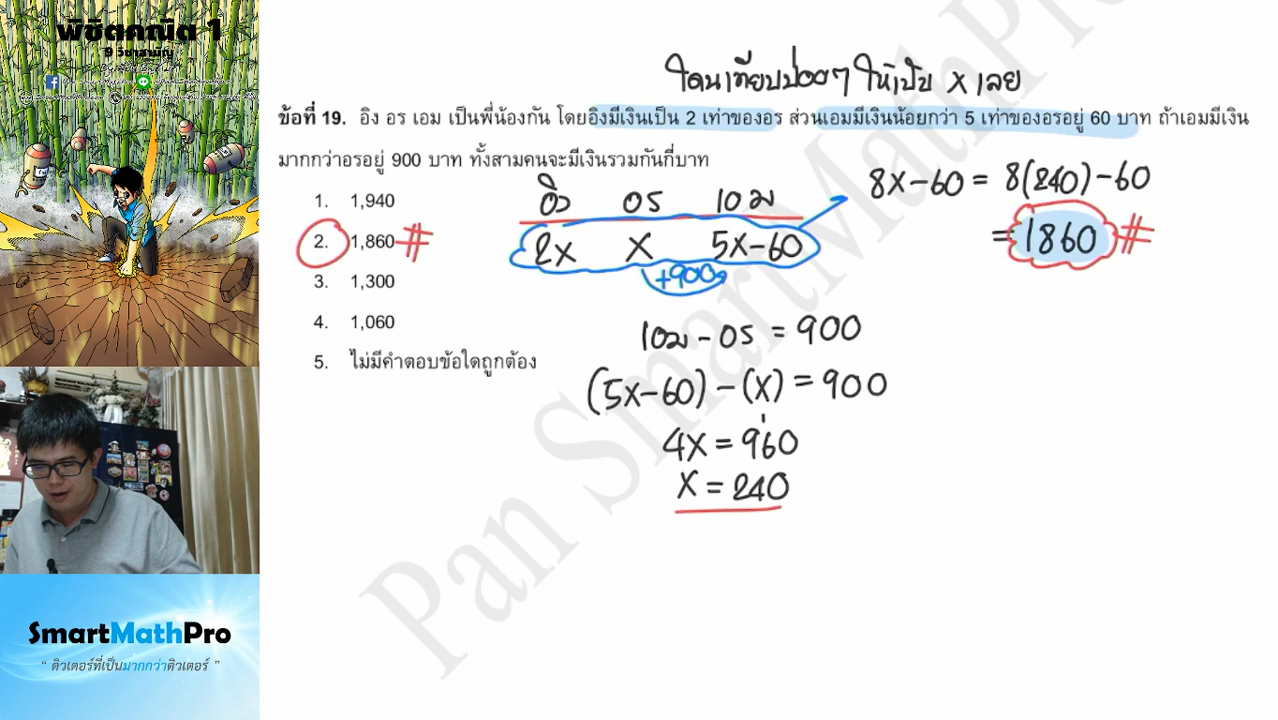 พิชิตคณิต 1
9 วิชาสามัญ
โดนเทียบบ่อยๆ ให้เป็น x เลย
ข้อที่ 19. อิง อร เอม เป็นพี่น้องกัน โดยอิงมีเงินเป็น 2 เท่าของอร ส่วนเอมมีเงินน้อยกว่า 5 เท่าของอรอยู่ 60 บาท ถ้าเอมมีเงิน
มากกว่าอรอยู่ 900 บาท ทั้งสามคนจะมีเงินรวมกันกี่บาท
1. 1,940
2. 1,860 #
3. 1,300
4. 1,060
5. ไม่มีคำตอบข้อใดถูกต้อง
อิง อร เอม
2x x 5x-60
+900
8x-60 = 8(240)-60
= 1860 #
เอม - อร = 900
(5x-60) - (x) = 900
4x = 960
x = 240
Pan SmartMathPro
SmartMathPro
“ ติวเตอร์ที่เป็นมากกว่าติวเตอร์ ”